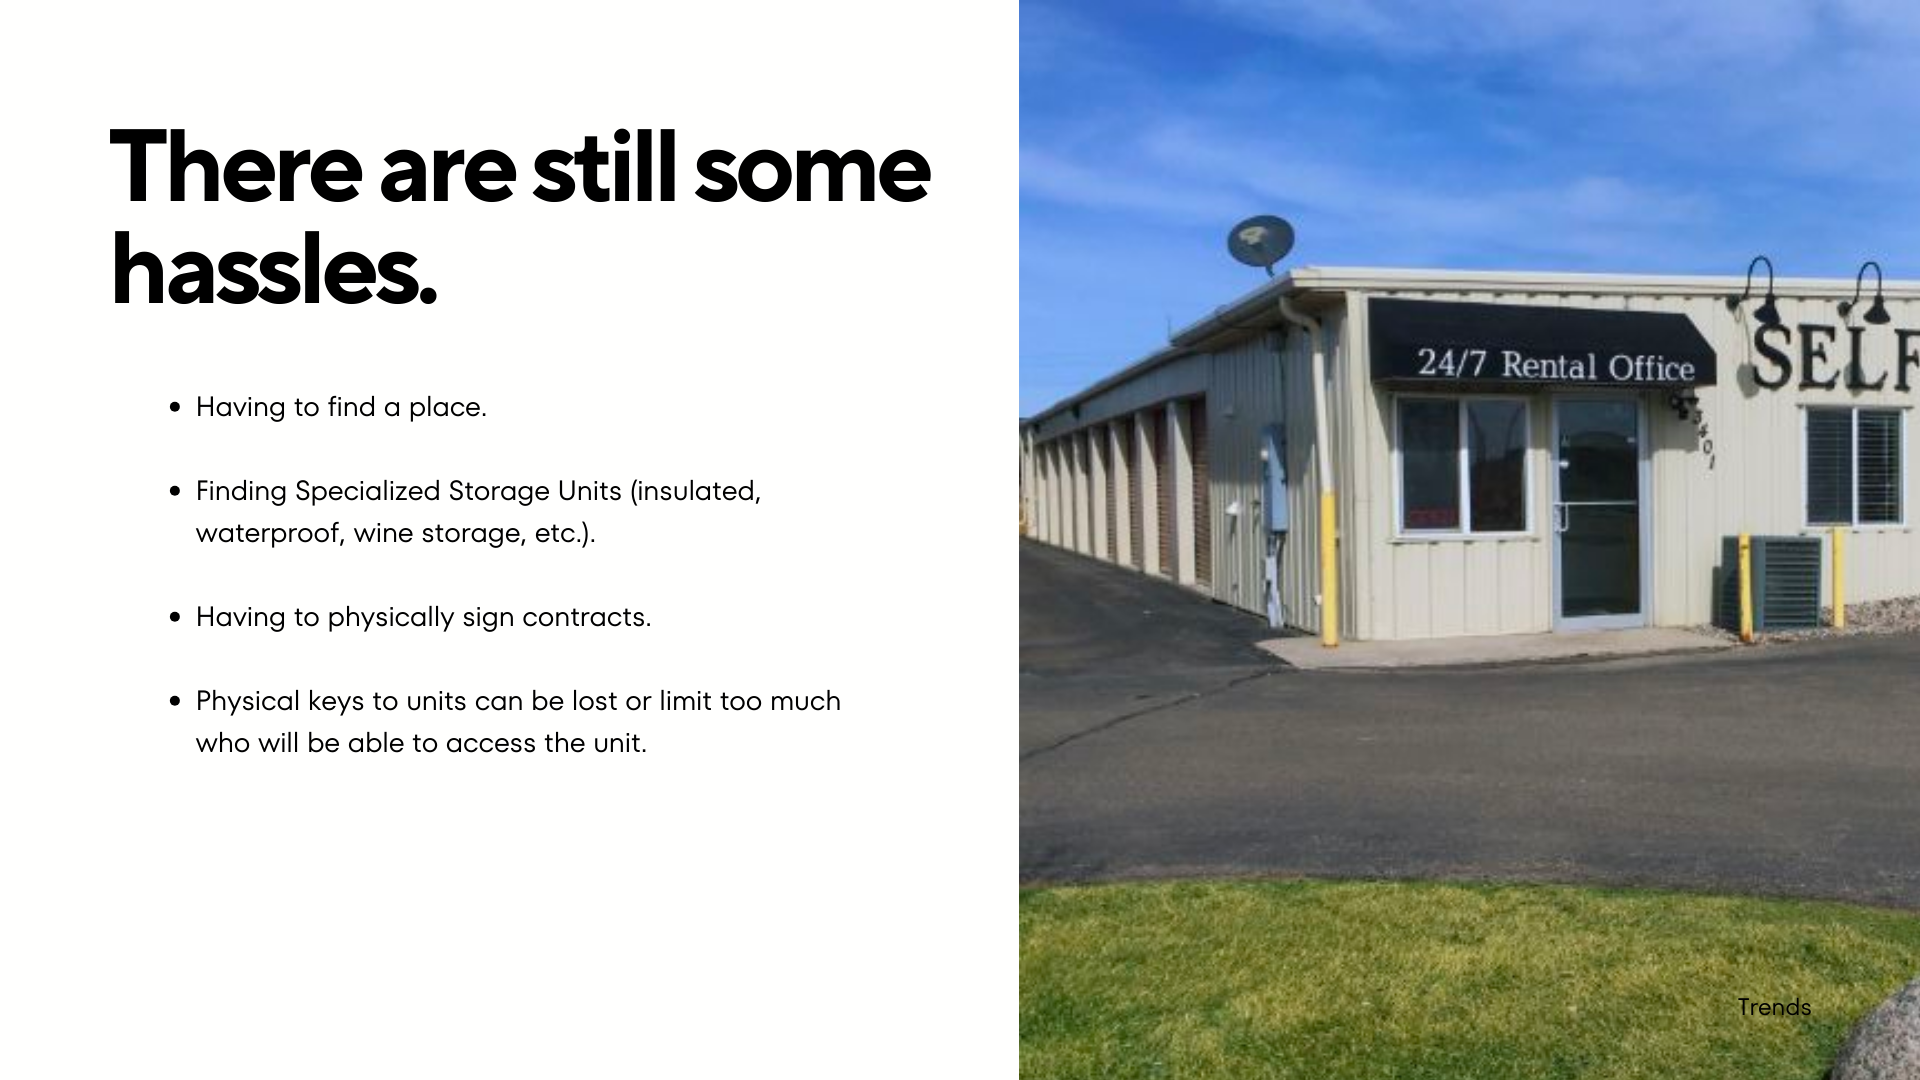 There are still some
hassles.
• Having to find a place.
• Finding Specialized Storage Units (insulated,
waterproof, wine storage, etc.).
• Having to physically sign contracts.
• Physical keys to units can be lost or limit too much
who will be able to access the unit.
24/7 Rental Office
SELF
3401
Trends